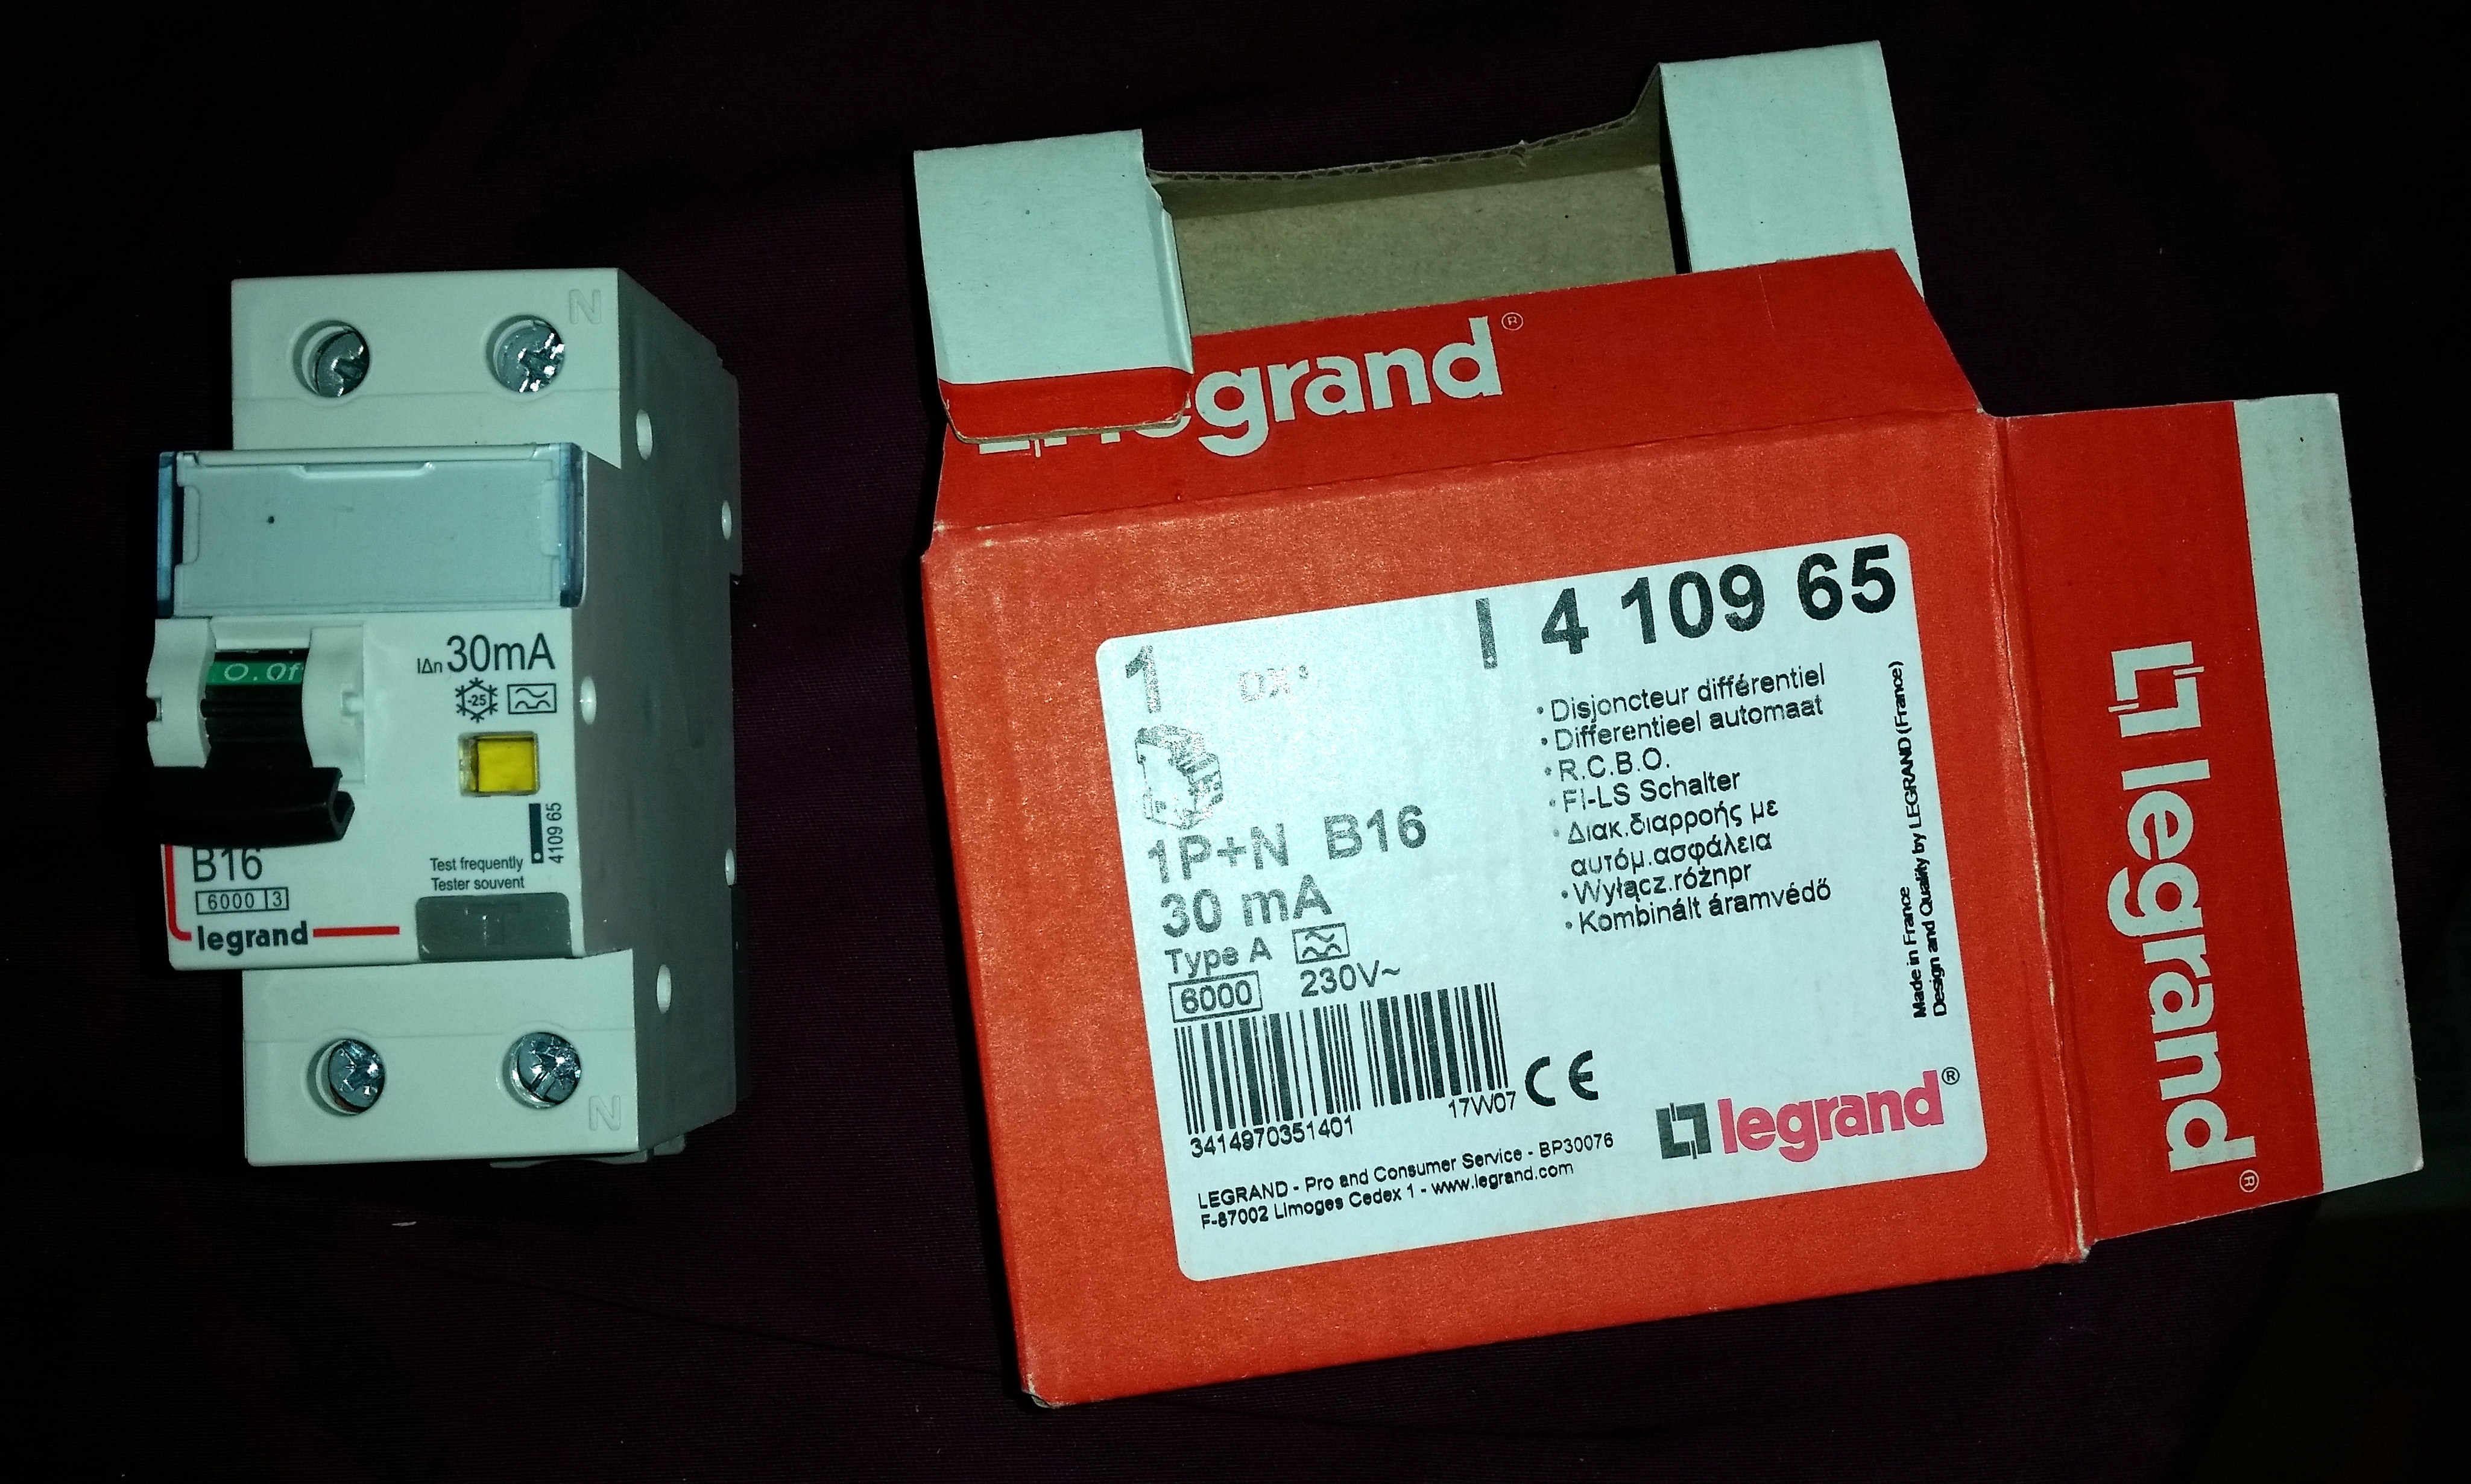 N
IΔn 30mA
-25
O.Of
4109 65
B16
6000 3
Test frequently
Tester souvent
T
legrand
N
legrand®
1 DX³ 4 109 65
1P+N B16
30 mA
Type A
6000 230V~
3414970351401
17W07
CE
• Disjoncteur différentiel
• Differentieel automaat
• R.C.B.O.
• FI-LS Schalter
• Διακ.διαρροής με
αυτόμ.ασφάλεια
• Wyłącz.różnpr
• Kombinált áramvédő
Made in France
Design and Quality by LEGRAND (France)
LEGRAND - Pro and Consumer Service - BP30076
F-87002 Limoges Cedex 1 - www.legrand.com
legrand®
legrand®